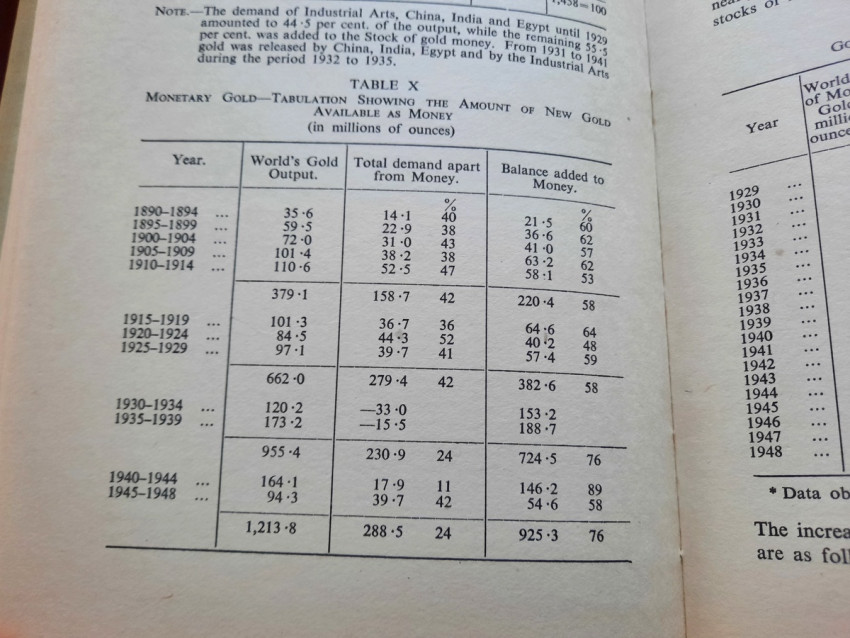 1,458=100
NOTE.—The demand of Industrial Arts, China, India and Egypt until 1929
amounted to 44·5 per cent. of the output, while the remaining 55·5
per cent. was added to the Stock of gold money. From 1931 to 1941
gold was released by China, India, Egypt and by the Industrial Arts
during the period 1932 to 1935.
TABLE X
MONETARY GOLD—TABULATION SHOWING THE AMOUNT OF NEW GOLD
AVAILABLE AS MONEY
(in millions of ounces)
Year. World's Gold Output. Total demand apart from Money. Balance added to Money.
% %
1890–1894 ... 35·6 14·1 40 21·5 60
1895–1899 ... 59·5 22·9 38 36·6 62
1900–1904 ... 72·0 31·0 43 41·0 57
1905–1909 ... 101·4 38·2 38 63·2 62
1910–1914 ... 110·6 52·5 47 58·1 53
379·1 158·7 42 220·4 58
1915–1919 ... 101·3 36·7 36 64·6 64
1920–1924 ... 84·5 44·3 52 40·2 48
1925–1929 ... 97·1 39·7 41 57·4 59
662·0 279·4 42 382·6 58
1930–1934 ... 120·2 —33·0 153·2
1935–1939 ... 173·2 —15·5 188·7
955·4 230·9 24 724·5 76
1940–1944 ... 164·1 17·9 11 146·2 89
1945–1948 ... 94·3 39·7 42 54·6 58
1,213·8 288·5 24 925·3 76
stocks of
Year
World
of Mo
Gol
milli
ounce
1929 ...
1930 ...
1931 ...
1932 ...
1933 ...
1934 ...
1935 ...
1936 ...
1937 ...
1938 ...
1939 ...
1940 ...
1941 ...
1942 ...
1943 ...
1944 ...
1945 ...
1946 ...
1947 ...
1948 ...
* Data ob
The increa
are as foll